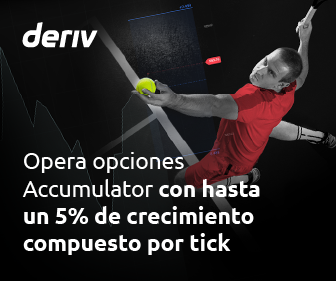 deriv
Opera opciones
Accumulator con hasta
un 5% de crecimiento
compuesto por tick